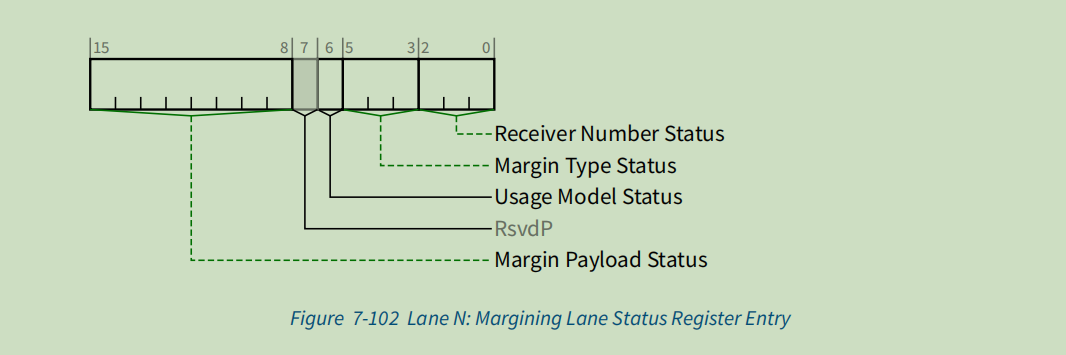 15 8 7 6 5 3 2 0
Receiver Number Status
Margin Type Status
Usage Model Status
RsvdP
Margin Payload Status
Figure 7-102 Lane N: Margining Lane Status Register Entry